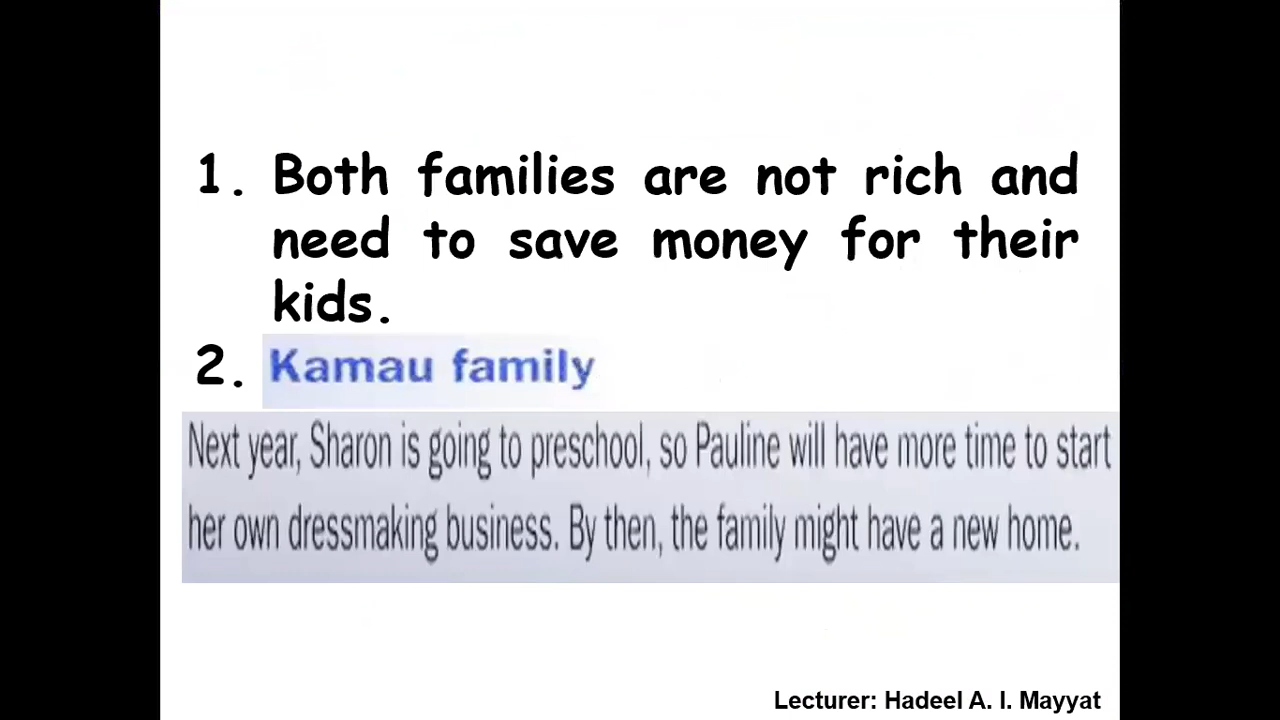 1. Both families are not rich and
need to save money for their
kids.
2. Kamau family
Next year, Sharon is going to preschool, so Pauline will have more time to start
her own dressmaking business. By then, the family might have a new home.
Lecturer: Hadeel A. I. Mayyat